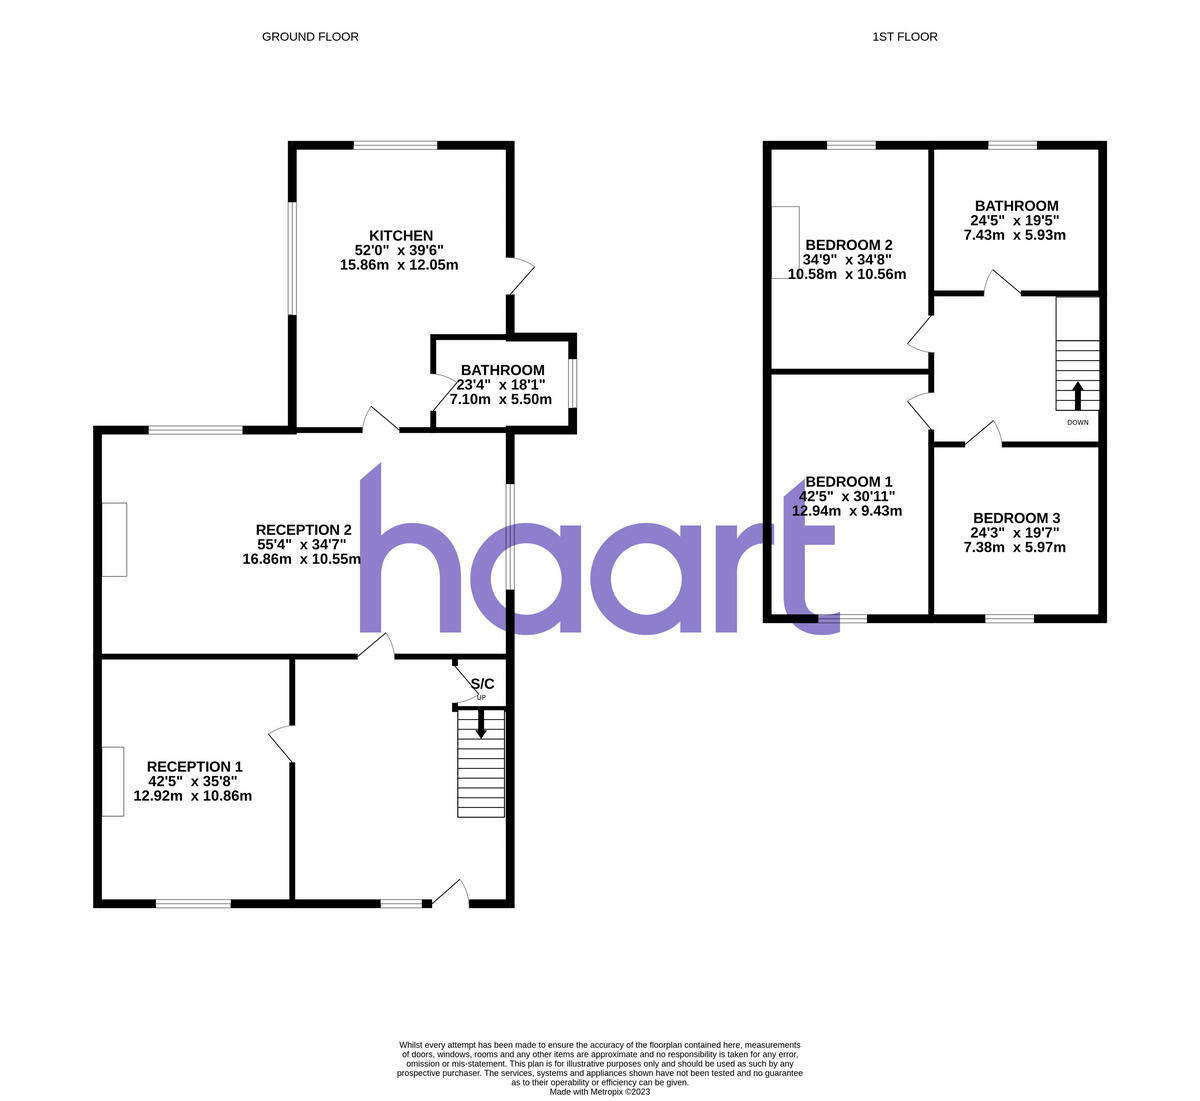 GROUND FLOOR
1ST FLOOR
KITCHEN
52'0" x 39'6"
15.86m x 12.05m
BATHROOM
23'4" x 18'1"
7.10m x 5.50m
RECEPTION 2
55'4" x 34'7"
16.86m x 10.55m
S/C
UP
RECEPTION 1
42'5" x 35'8"
12.92m x 10.86m
BEDROOM 2
34'9" x 34'8"
10.58m x 10.56m
BATHROOM
24'5" x 19'5"
7.43m x 5.93m
DOWN
BEDROOM 1
42'5" x 30'11"
12.94m x 9.43m
BEDROOM 3
24'3" x 19'7"
7.38m x 5.97m
haart
Whilst every attempt has been made to ensure the accuracy of the floorplan contained here, measurements
of doors, windows, rooms and any other items are approximate and no responsibility is taken for any error,
omission or mis-statement. This plan is for illustrative purposes only and should be used as such by any
prospective purchaser. The services, systems and appliances shown have not been tested and no guarantee
as to their operability or efficiency can be given.
Made with Metropix ©2023